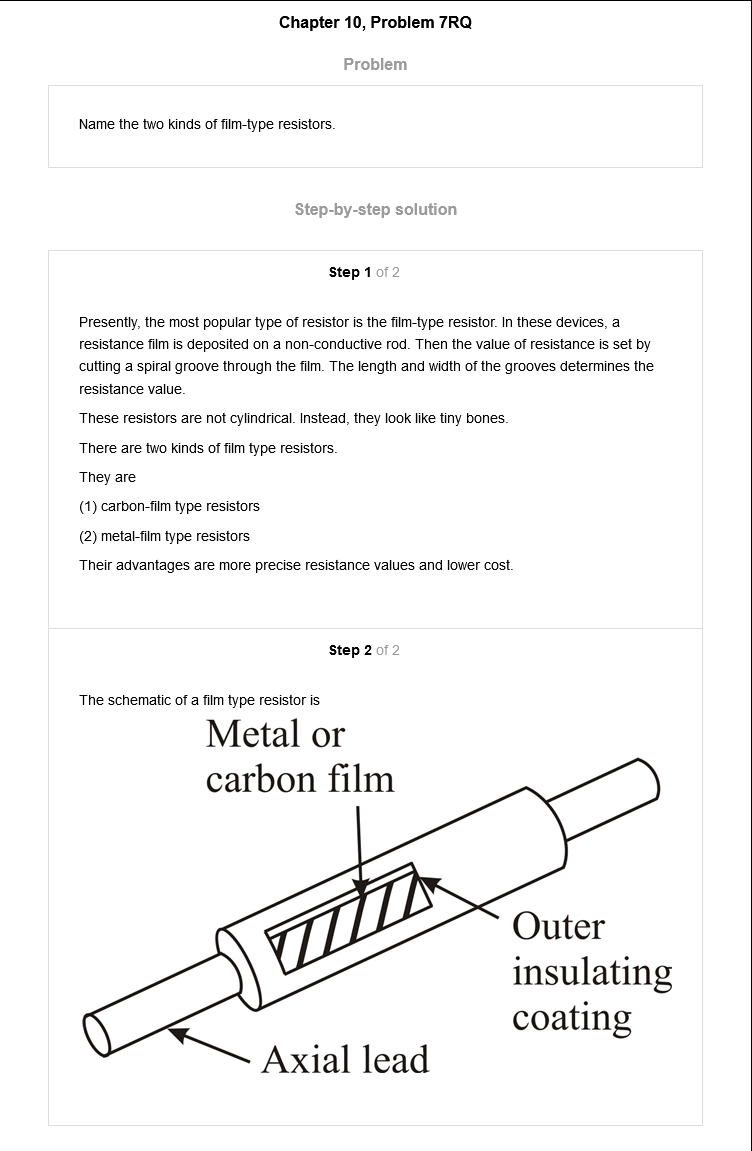 Chapter 10, Problem 7RQ
Problem
Name the two kinds of film-type resistors.
Step-by-step solution
Step 1 of 2
Presently, the most popular type of resistor is the film-type resistor. In these devices, a
resistance film is deposited on a non-conductive rod. Then the value of resistance is set by
cutting a spiral groove through the film. The length and width of the grooves determines the
resistance value.
These resistors are not cylindrical. Instead, they look like tiny bones.
There are two kinds of film type resistors.
They are
(1) carbon-film type resistors
(2) metal-film type resistors
Their advantages are more precise resistance values and lower cost.
Step 2 of 2
The schematic of a film type resistor is
Metal or
carbon film
Outer
insulating
coating
Axial lead